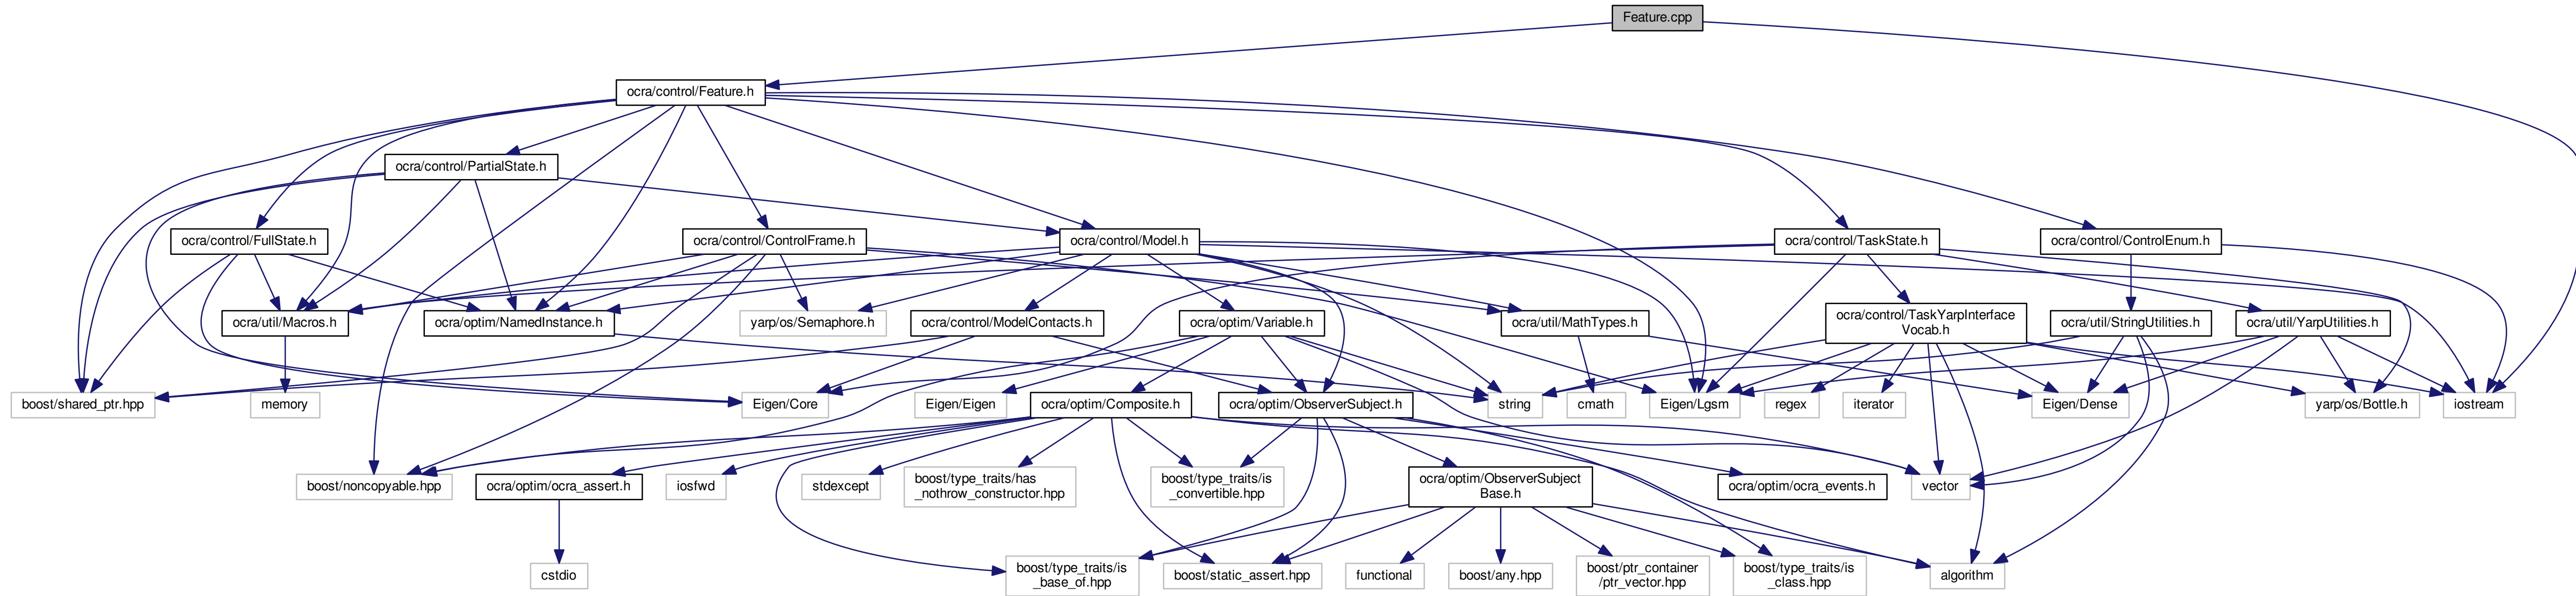 Feature.cpp
ocra/control/Feature.h
ocra/control/PartialState.h
ocra/control/FullState.h
ocra/control/ControlFrame.h
ocra/control/Model.h
ocra/control/TaskState.h
ocra/control/ControlEnum.h
ocra/util/Macros.h
ocra/optim/NamedInstance.h
yarp/os/Semaphore.h
ocra/control/ModelContacts.h
ocra/optim/Variable.h
ocra/util/MathTypes.h
ocra/control/TaskYarpInterface
Vocab.h
ocra/util/StringUtilities.h
ocra/util/YarpUtilities.h
boost/shared_ptr.hpp
memory
Eigen/Core
Eigen/Eigen
ocra/optim/Composite.h
ocra/optim/ObserverSubject.h
string
cmath
Eigen/Lgsm
regex
iterator
Eigen/Dense
yarp/os/Bottle.h
iostream
boost/noncopyable.hpp
ocra/optim/ocra_assert.h
iosfwd
stdexcept
boost/type_traits/has
_nothrow_constructor.hpp
boost/type_traits/is
_convertible.hpp
ocra/optim/ObserverSubject
Base.h
ocra/optim/ocra_events.h
vector
cstdio
boost/type_traits/is
_base_of.hpp
boost/static_assert.hpp
functional
boost/any.hpp
boost/ptr_container
/ptr_vector.hpp
boost/type_traits/is
_class.hpp
algorithm